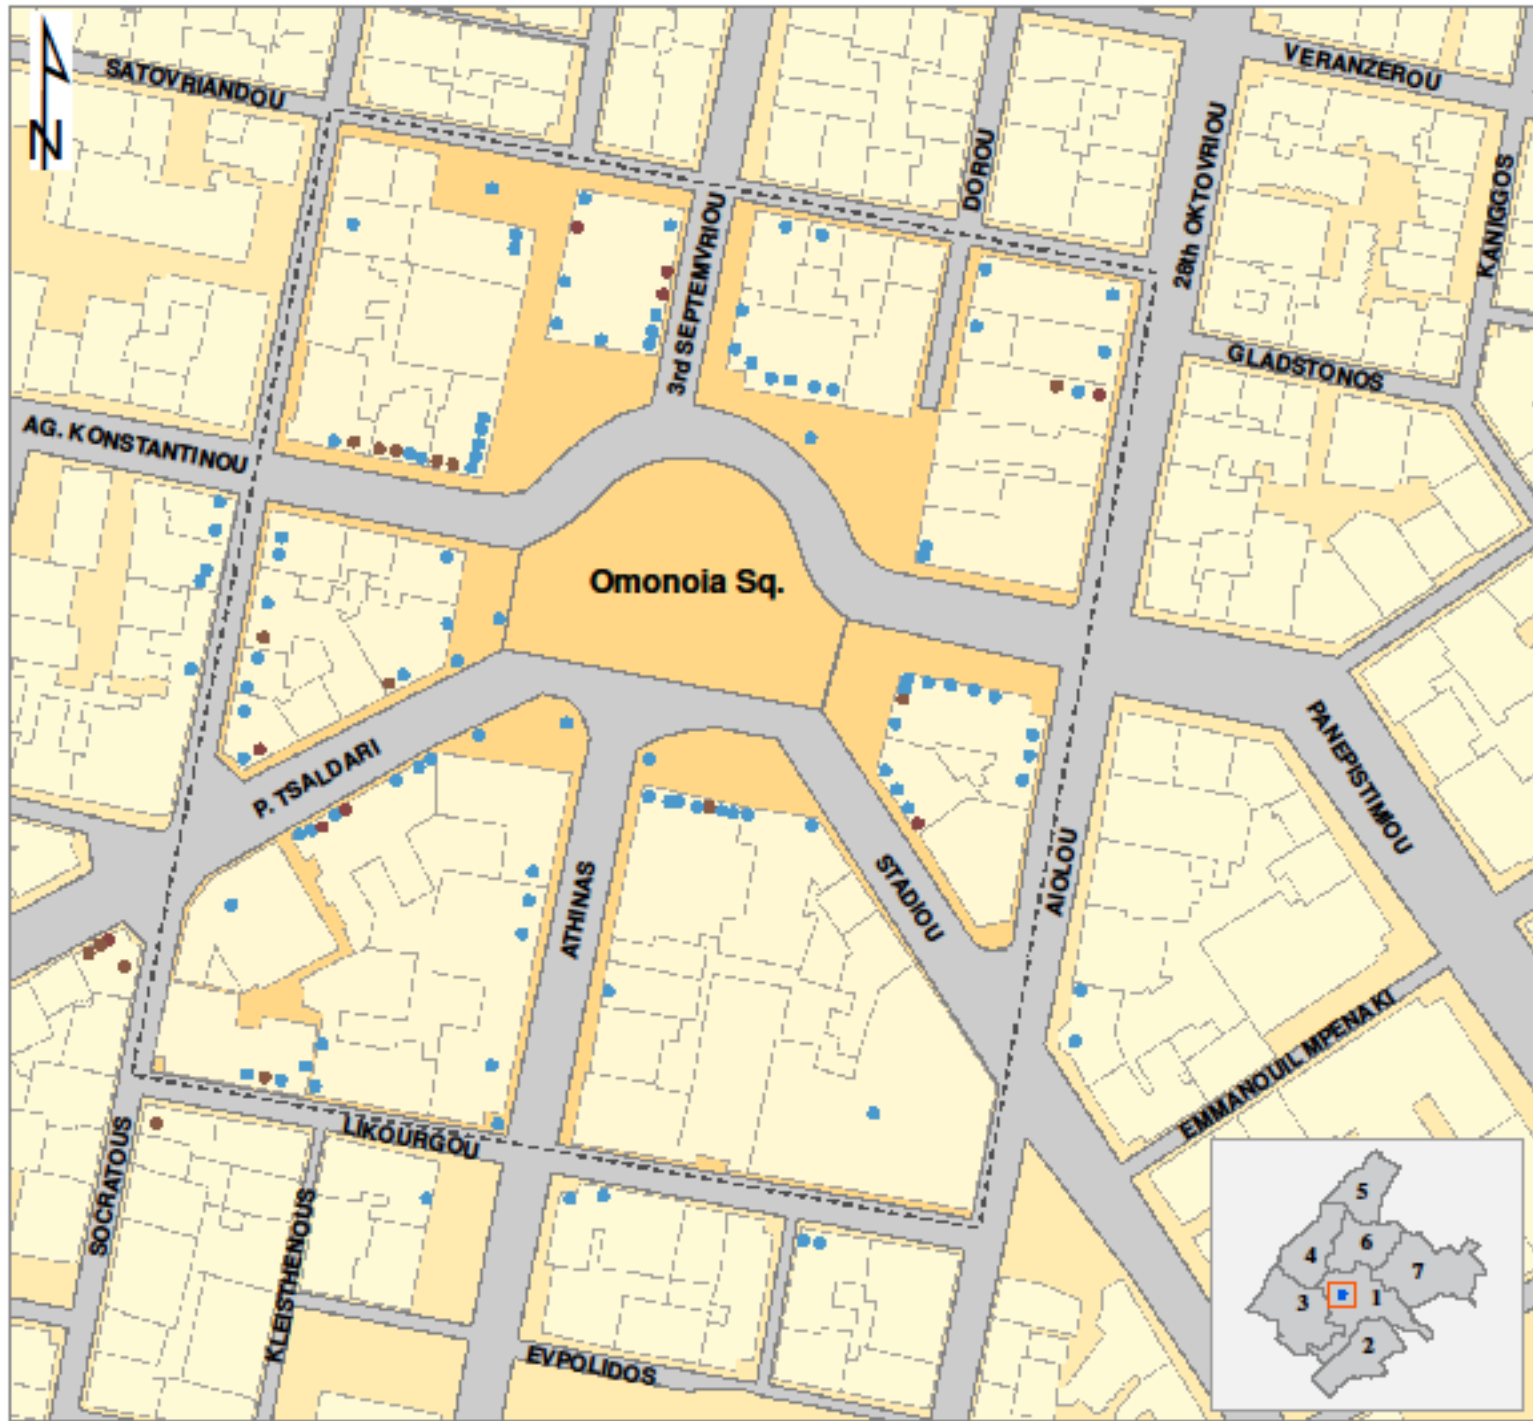 SATOVRIANDOU
VERANZEROU
N
DOROU
28th OKTOVRIOU
KANIGGOS
3rd SEPTEMVRIOU
GLADSTONOS
AG. KONSTANTINOU
Omonoia Sq.
P. TSALDARI
PANEPISTIMIOU
ATHINAS
STADIOU
AIOLOU
EMMANOUIL MPENAKI
LIKOURGOU
SOCRATOUS
KLEISTHENOUS
EVPOLIDOS
5
6
4
7
3
1
2